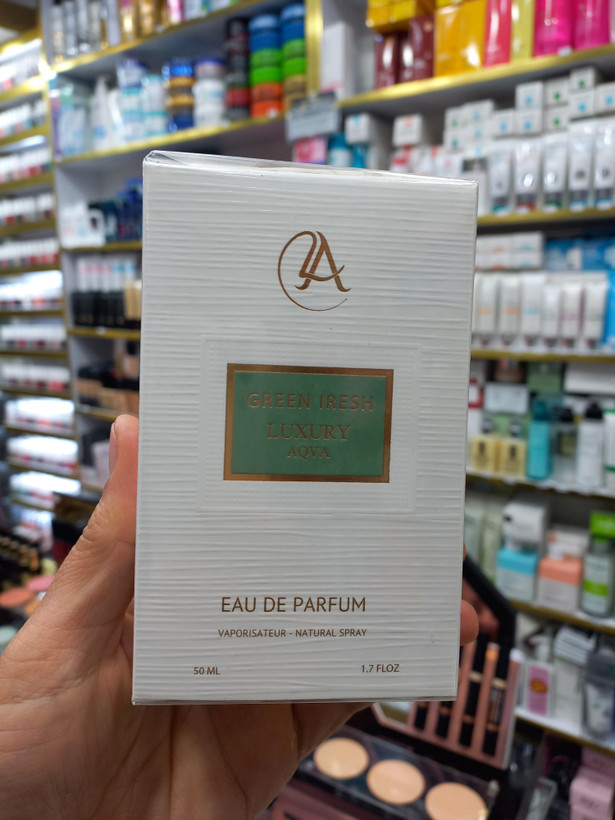 GREEN IRESH
LUXURY
AQVA
EAU DE PARFUM
VAPORISATEUR - NATURAL SPRAY
50 ML
1.7 FLOZ